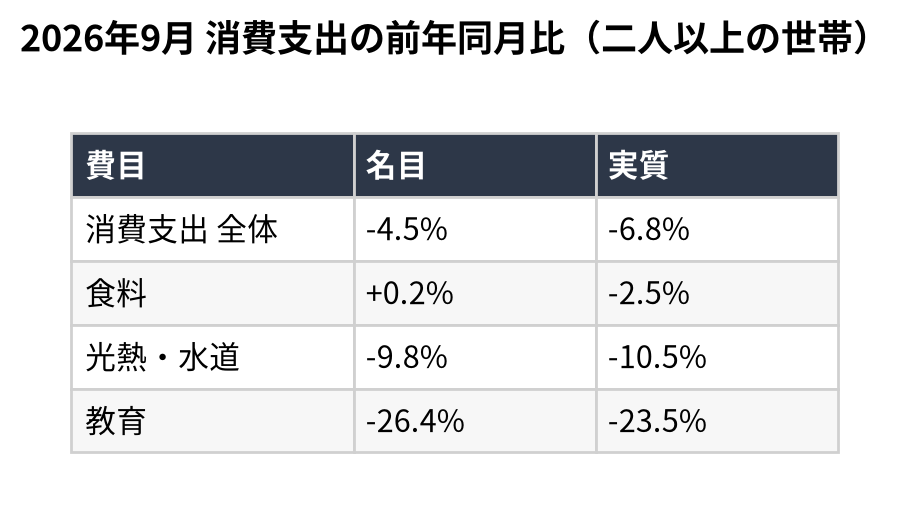 2026年9月 消費支出の前年同月比（二人以上の世帯）
費目 名目 実質
消費支出 全体 -4.5% -6.8%
食料 +0.2% -2.5%
光熱・水道 -9.8% -10.5%
教育 -26.4% -23.5%